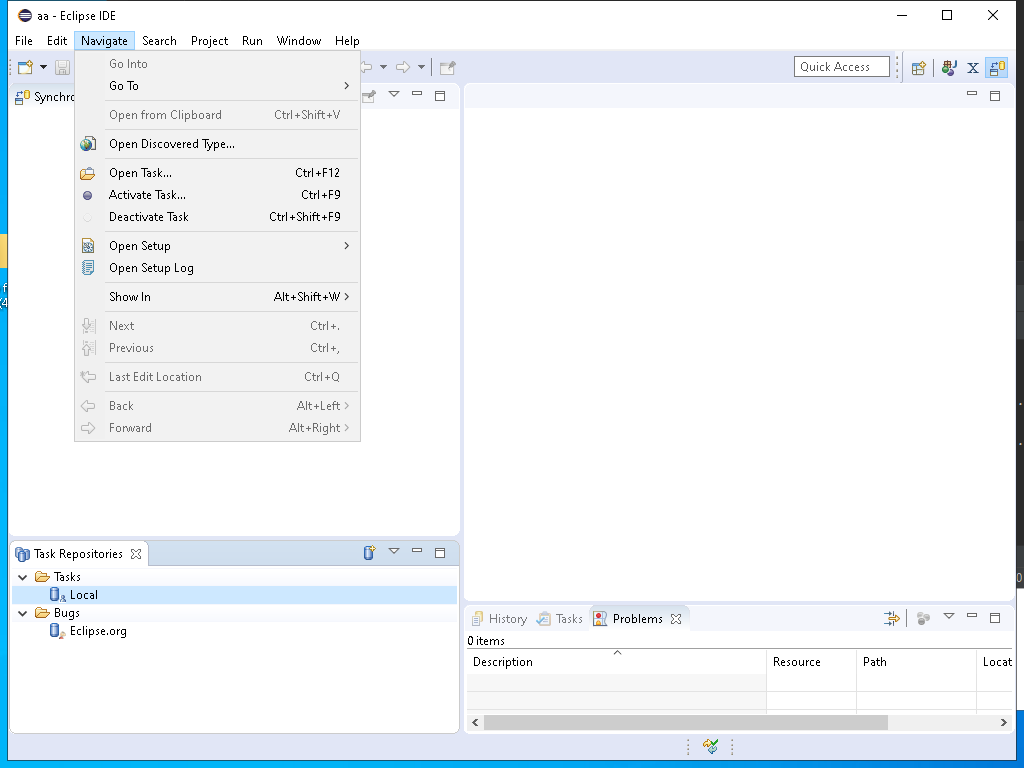 aa - Eclipse IDE
File Edit Navigate Search Project Run Window Help
Quick Access
Go Into
Go To
Open from Clipboard Ctrl+Shift+V
Open Discovered Type...
Open Task... Ctrl+F12
Activate Task... Ctrl+F9
Deactivate Task Ctrl+Shift+F9
Open Setup
Open Setup Log
Show In Alt+Shift+W
Next Ctrl+.
Previous Ctrl+,
Last Edit Location Ctrl+Q
Back Alt+Left
Forward Alt+Right
Synchro
Task Repositories
Tasks
Local
Bugs
Eclipse.org
History Tasks Problems
0 items
Description Resource Path Locat